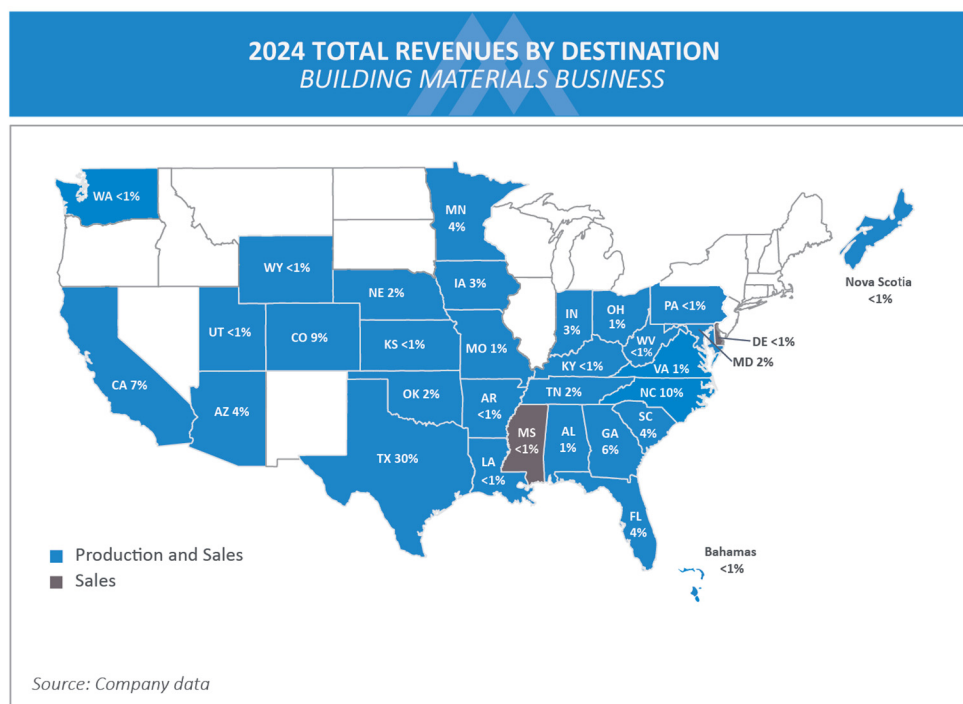 2024 TOTAL REVENUES BY DESTINATION
BUILDING MATERIALS BUSINESS
WA <1%
MN
4%
WY <1%
Nova Scotia
<1%
IA 3%
NE 2%
PA <1%
IN
3%
OH
1%
UT <1%
CO 9%
KS <1%
MO 1%
WV
<1%
DE <1%
MD 2%
KY <1%
VA 1%
CA 7%
AZ 4%
OK 2%
AR
<1%
TN 2%
NC 10%
SC
4%
MS
<1%
AL
1%
GA
6%
TX 30%
LA
<1%
FL
4%
Production and Sales
Sales
Bahamas
<1%
Source: Company data